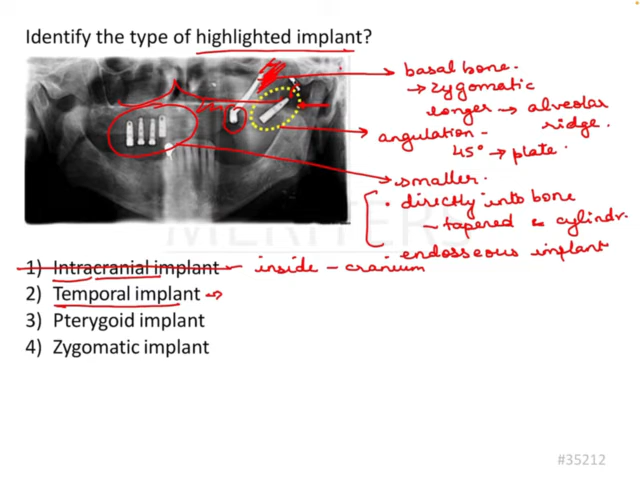 Identify the type of highlighted implant?
basal bone.
→ zygomatic
longer → alveolar
ridge.
angulation -
45° → plate.
→ smaller.
• directly into bone
- tapered & cylindr.
endosseous implant
MERITERS
1) Intracranial implant - inside - cranium
2) Temporal implant →
3) Pterygoid implant
4) Zygomatic implant
#35212